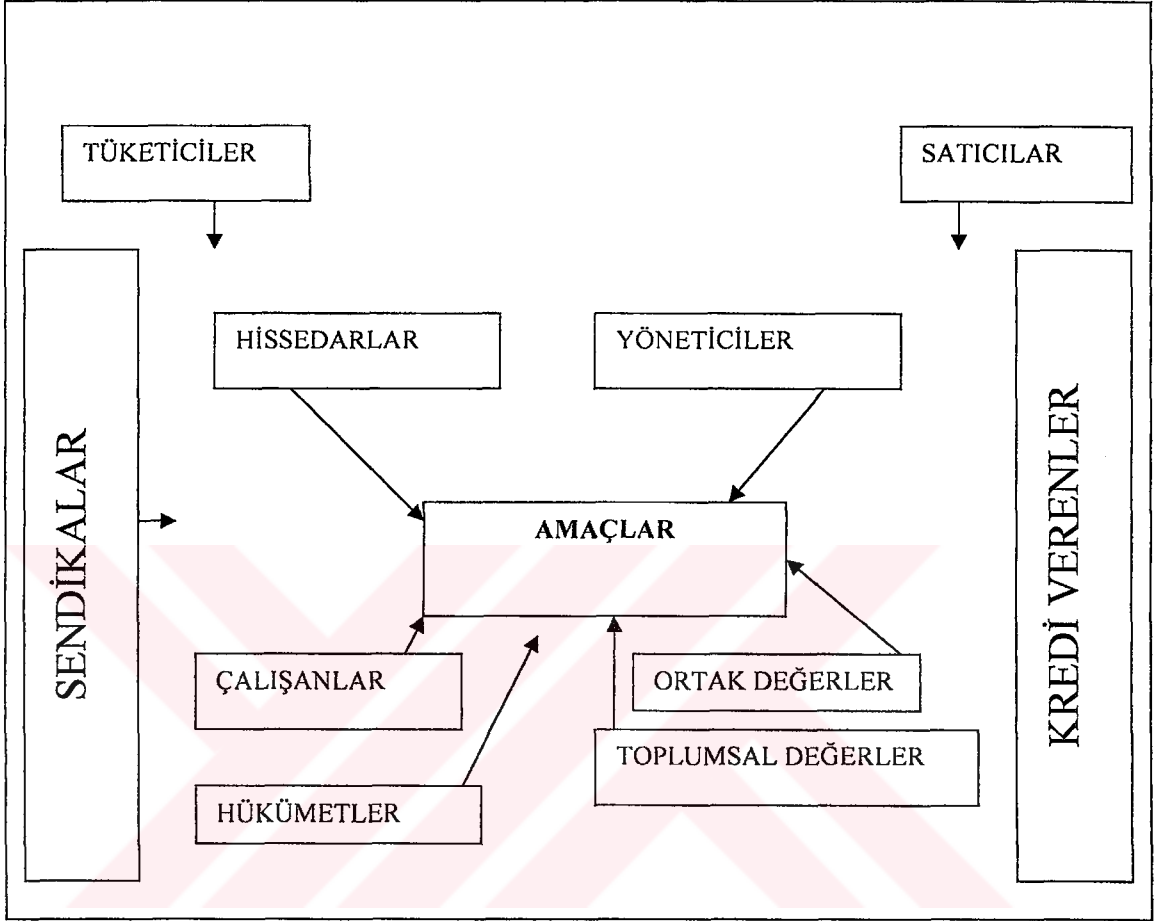 TÜKETİCİLER
SATICILAR
SENDİKALAR
HİSSEDARLAR
YÖNETİCİLER
KREDİ VERENLER
AMAÇLAR
ÇALIŞANLAR
ORTAK DEĞERLER
TOPLUMSAL DEĞERLER
HÜKÜMETLER